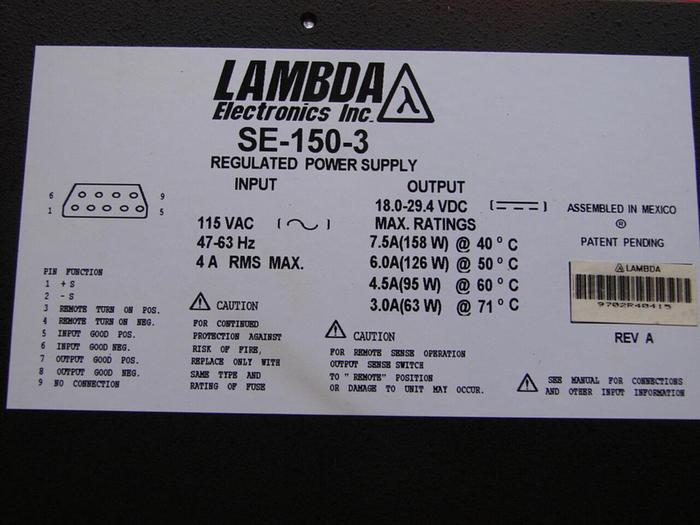 LAMBDA
Electronics Inc.
SE-150-3
REGULATED POWER SUPPLY
INPUT
115 VAC
47-63 Hz
4 A RMS MAX.
OUTPUT
18.0-29.4 VDC
MAX. RATINGS
7.5A(158 W) @ 40° C
6.0A(126 W) @ 50° C
4.5A(95 W) @ 60° C
3.0A(63 W) @ 71° C
ASSEMBLED IN MEXICO
®
PATENT PENDING
LAMBDA
9702R40415
REV A
6 9
1 5
PIN FUNCTION
1 + S
2 - S
3 REMOTE TURN ON POS.
4 REMOTE TURN ON NEG.
5 INPUT GOOD POS.
6 INPUT GOOD NEG.
7 OUTPUT GOOD POS.
8 OUTPUT GOOD NEG.
9 NO CONNECTION
CAUTION
FOR CONTINUED
PROTECTION AGAINST
RISK OF FIRE,
REPLACE ONLY WITH
SAME TYPE AND
RATING OF FUSE
CAUTION
FOR REMOTE SENSE OPERATION
OUTPUT SENSE SWITCH
TO " REMOTE" POSITION
OR DAMAGE TO UNIT MAY OCCUR.
SEE MANUAL FOR CONNECTIONS
AND OTHER INPUT INFORMATION